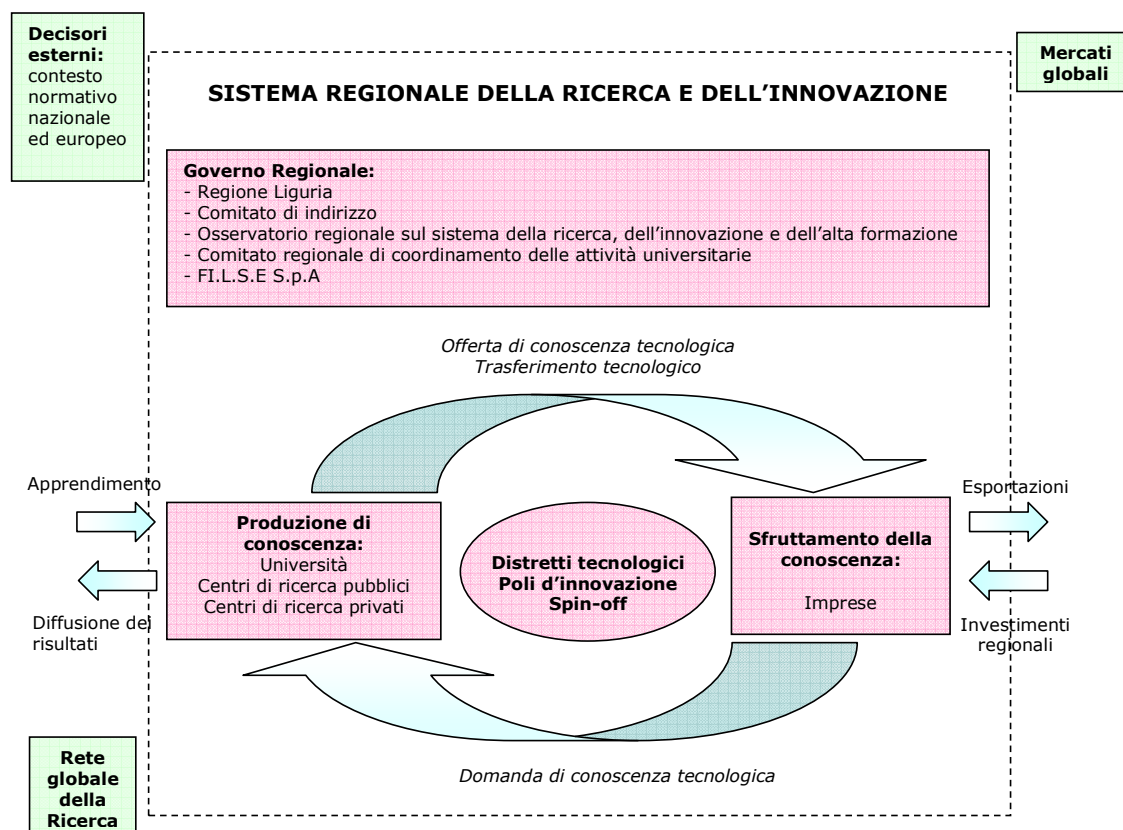 Decisori
esterni:
contesto
normativo
nazionale
ed europeo
Mercati
globali
SISTEMA REGIONALE DELLA RICERCA E DELL'INNOVAZIONE
Governo Regionale:
- Regione Liguria
- Comitato di indirizzo
- Osservatorio regionale sul sistema della ricerca, dell'innovazione e dell'alta formazione
- Comitato regionale di coordinamento delle attività universitarie
- FI.L.S.E S.p.A
Offerta di conoscenza tecnologica
Trasferimento tecnologico
Apprendimento
Diffusione dei
risultati
Produzione di
conoscenza:
Università
Centri di ricerca pubblici
Centri di ricerca privati
Distretti tecnologici
Poli d'innovazione
Spin-off
Sfruttamento della
conoscenza:
Imprese
Esportazioni
Investimenti
regionali
Domanda di conoscenza tecnologica
Rete
globale
della
Ricerca